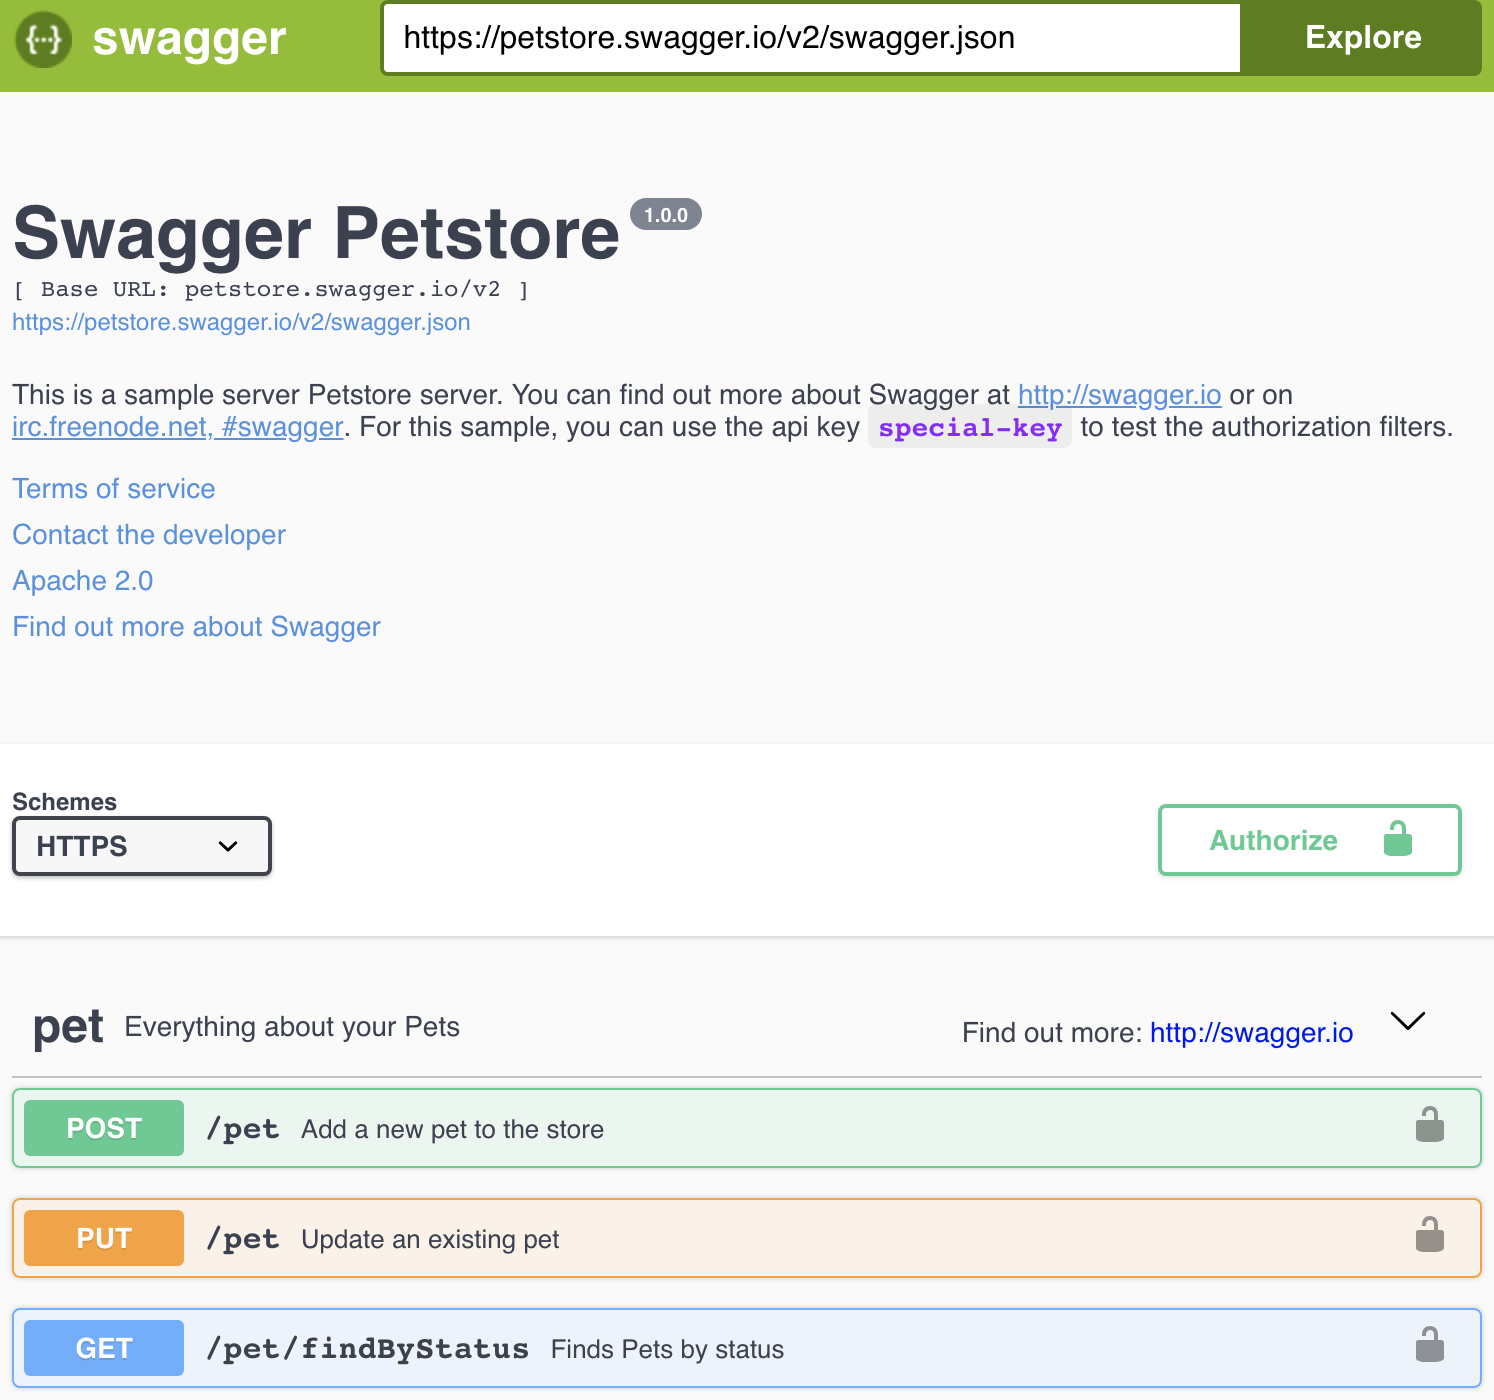 {···} swagger
https://petstore.swagger.io/v2/swagger.json
Explore
Swagger Petstore 1.0.0
[ Base URL: petstore.swagger.io/v2 ]
https://petstore.swagger.io/v2/swagger.json
This is a sample server Petstore server. You can find out more about Swagger at http://swagger.io or on
irc.freenode.net, #swagger. For this sample, you can use the api key special-key to test the authorization filters.
Terms of service
Contact the developer
Apache 2.0
Find out more about Swagger
Schemes
HTTPS
Authorize
pet Everything about your Pets
Find out more: http://swagger.io
POST /pet Add a new pet to the store
PUT /pet Update an existing pet
GET /pet/findByStatus Finds Pets by status